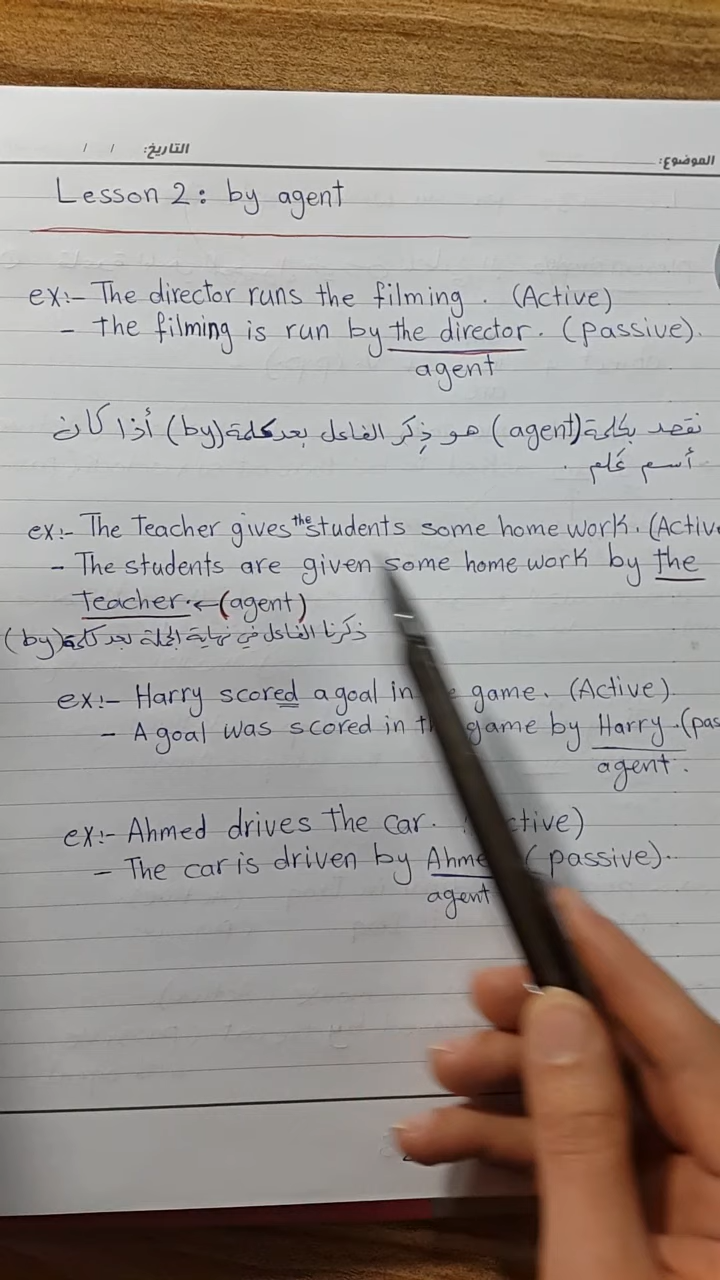 التاريخ: / /
الموضوع:
Lesson 2: by agent
ex:- The director runs the filming. (Active)
- the filming is run by the director. (passive).
agent
نقصد بكلمة (agent) هو ذِكر الفاعل بعد كلمة (by) أذا كان
أسم عَلم .
ex:- The Teacher gives the students some home work. (Active
- The students are given some home work by the
Teacher. ← (agent)
ذكرنا الفاعل في نهاية الجملة بعد كلمة (by)
ex:- Harry scored a goal in game. (Active).
- A goal was scored in game by Harry. (pas
agent.
ex:- Ahmed drives the car.
- The car is driven by (passive).
agent